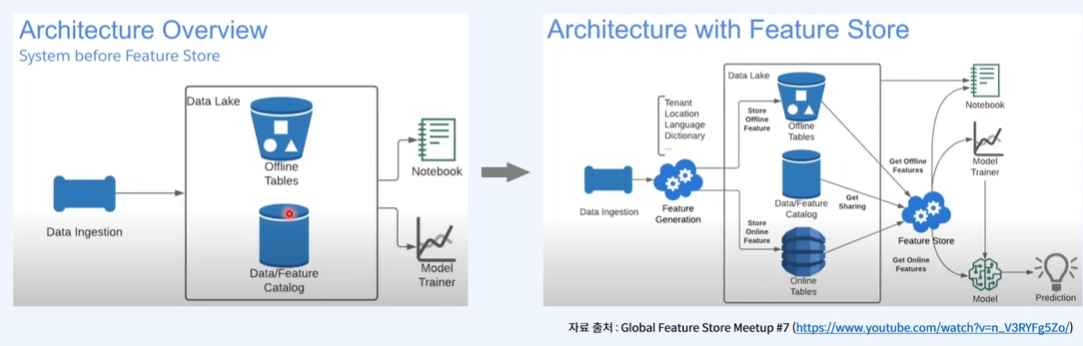 Architecture Overview
System before Feature Store
Data Lake
Offline
Tables
Data Ingestion
Data/Feature
Catalog
Notebook
Model
Trainer
Architecture with Feature Store
Data Lake
Tenant
Location
Language
Dictionary
...
Store
Offline
Feature
Offline
Tables
Notebook
Data Ingestion
Feature
Generation
Get Offline
Features
Model
Trainer
Data/Feature
Catalog
Get
Sharing
Store
Online
Feature
Feature Store
Get Online
Features
Online
Tables
Model
Prediction
자료 출처 : Global Feature Store Meetup #7 (https://www.youtube.com/watch?v=n_V3RYFg5Zo/)